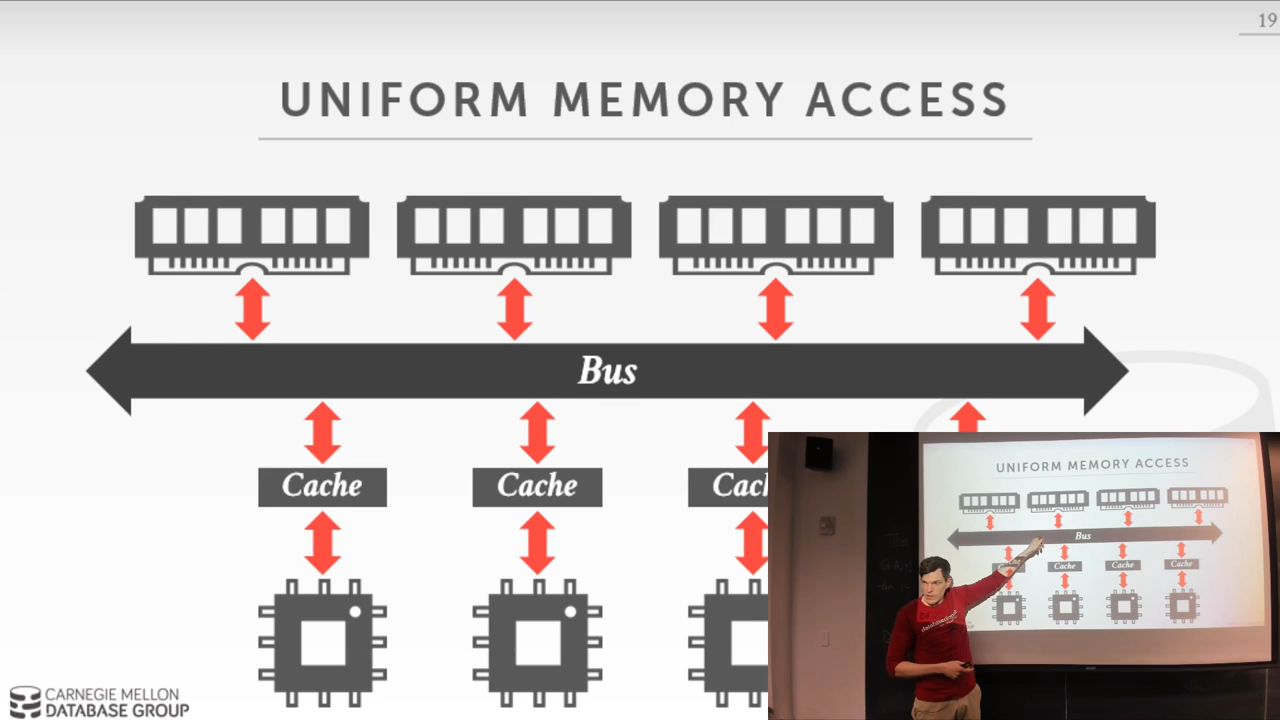 19
UNIFORM MEMORY ACCESS
Bus
Cache
Cache
Cach
CARNEGIE MELLON
DATABASE GROUP
UNIFORM MEMORY ACCESS
Bus
Cache
Cache
Cache